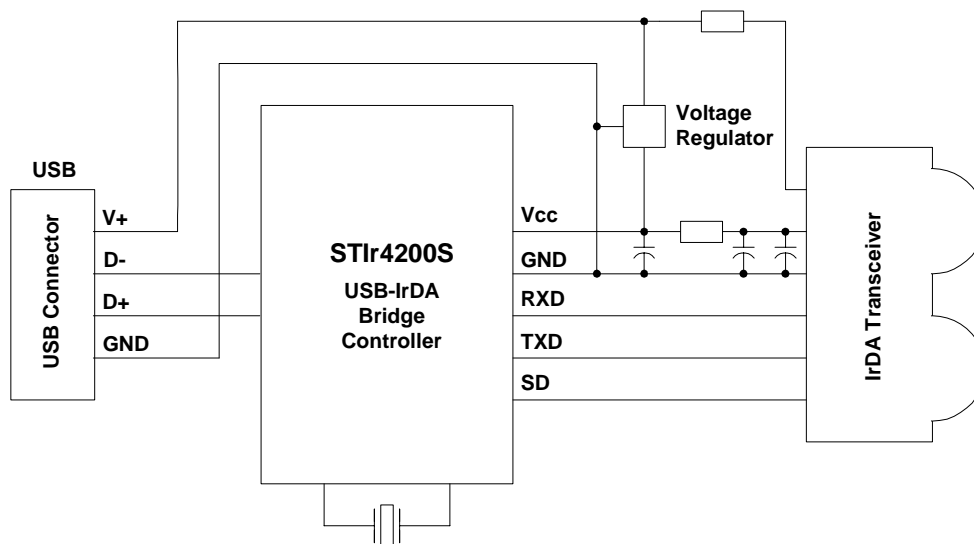 USB
USB Connector
V+
D-
D+
GND
STIr4200S
USB-IrDA
Bridge
Controller
Vcc
GND
RXD
TXD
SD
Voltage
Regulator
IrDA Transceiver